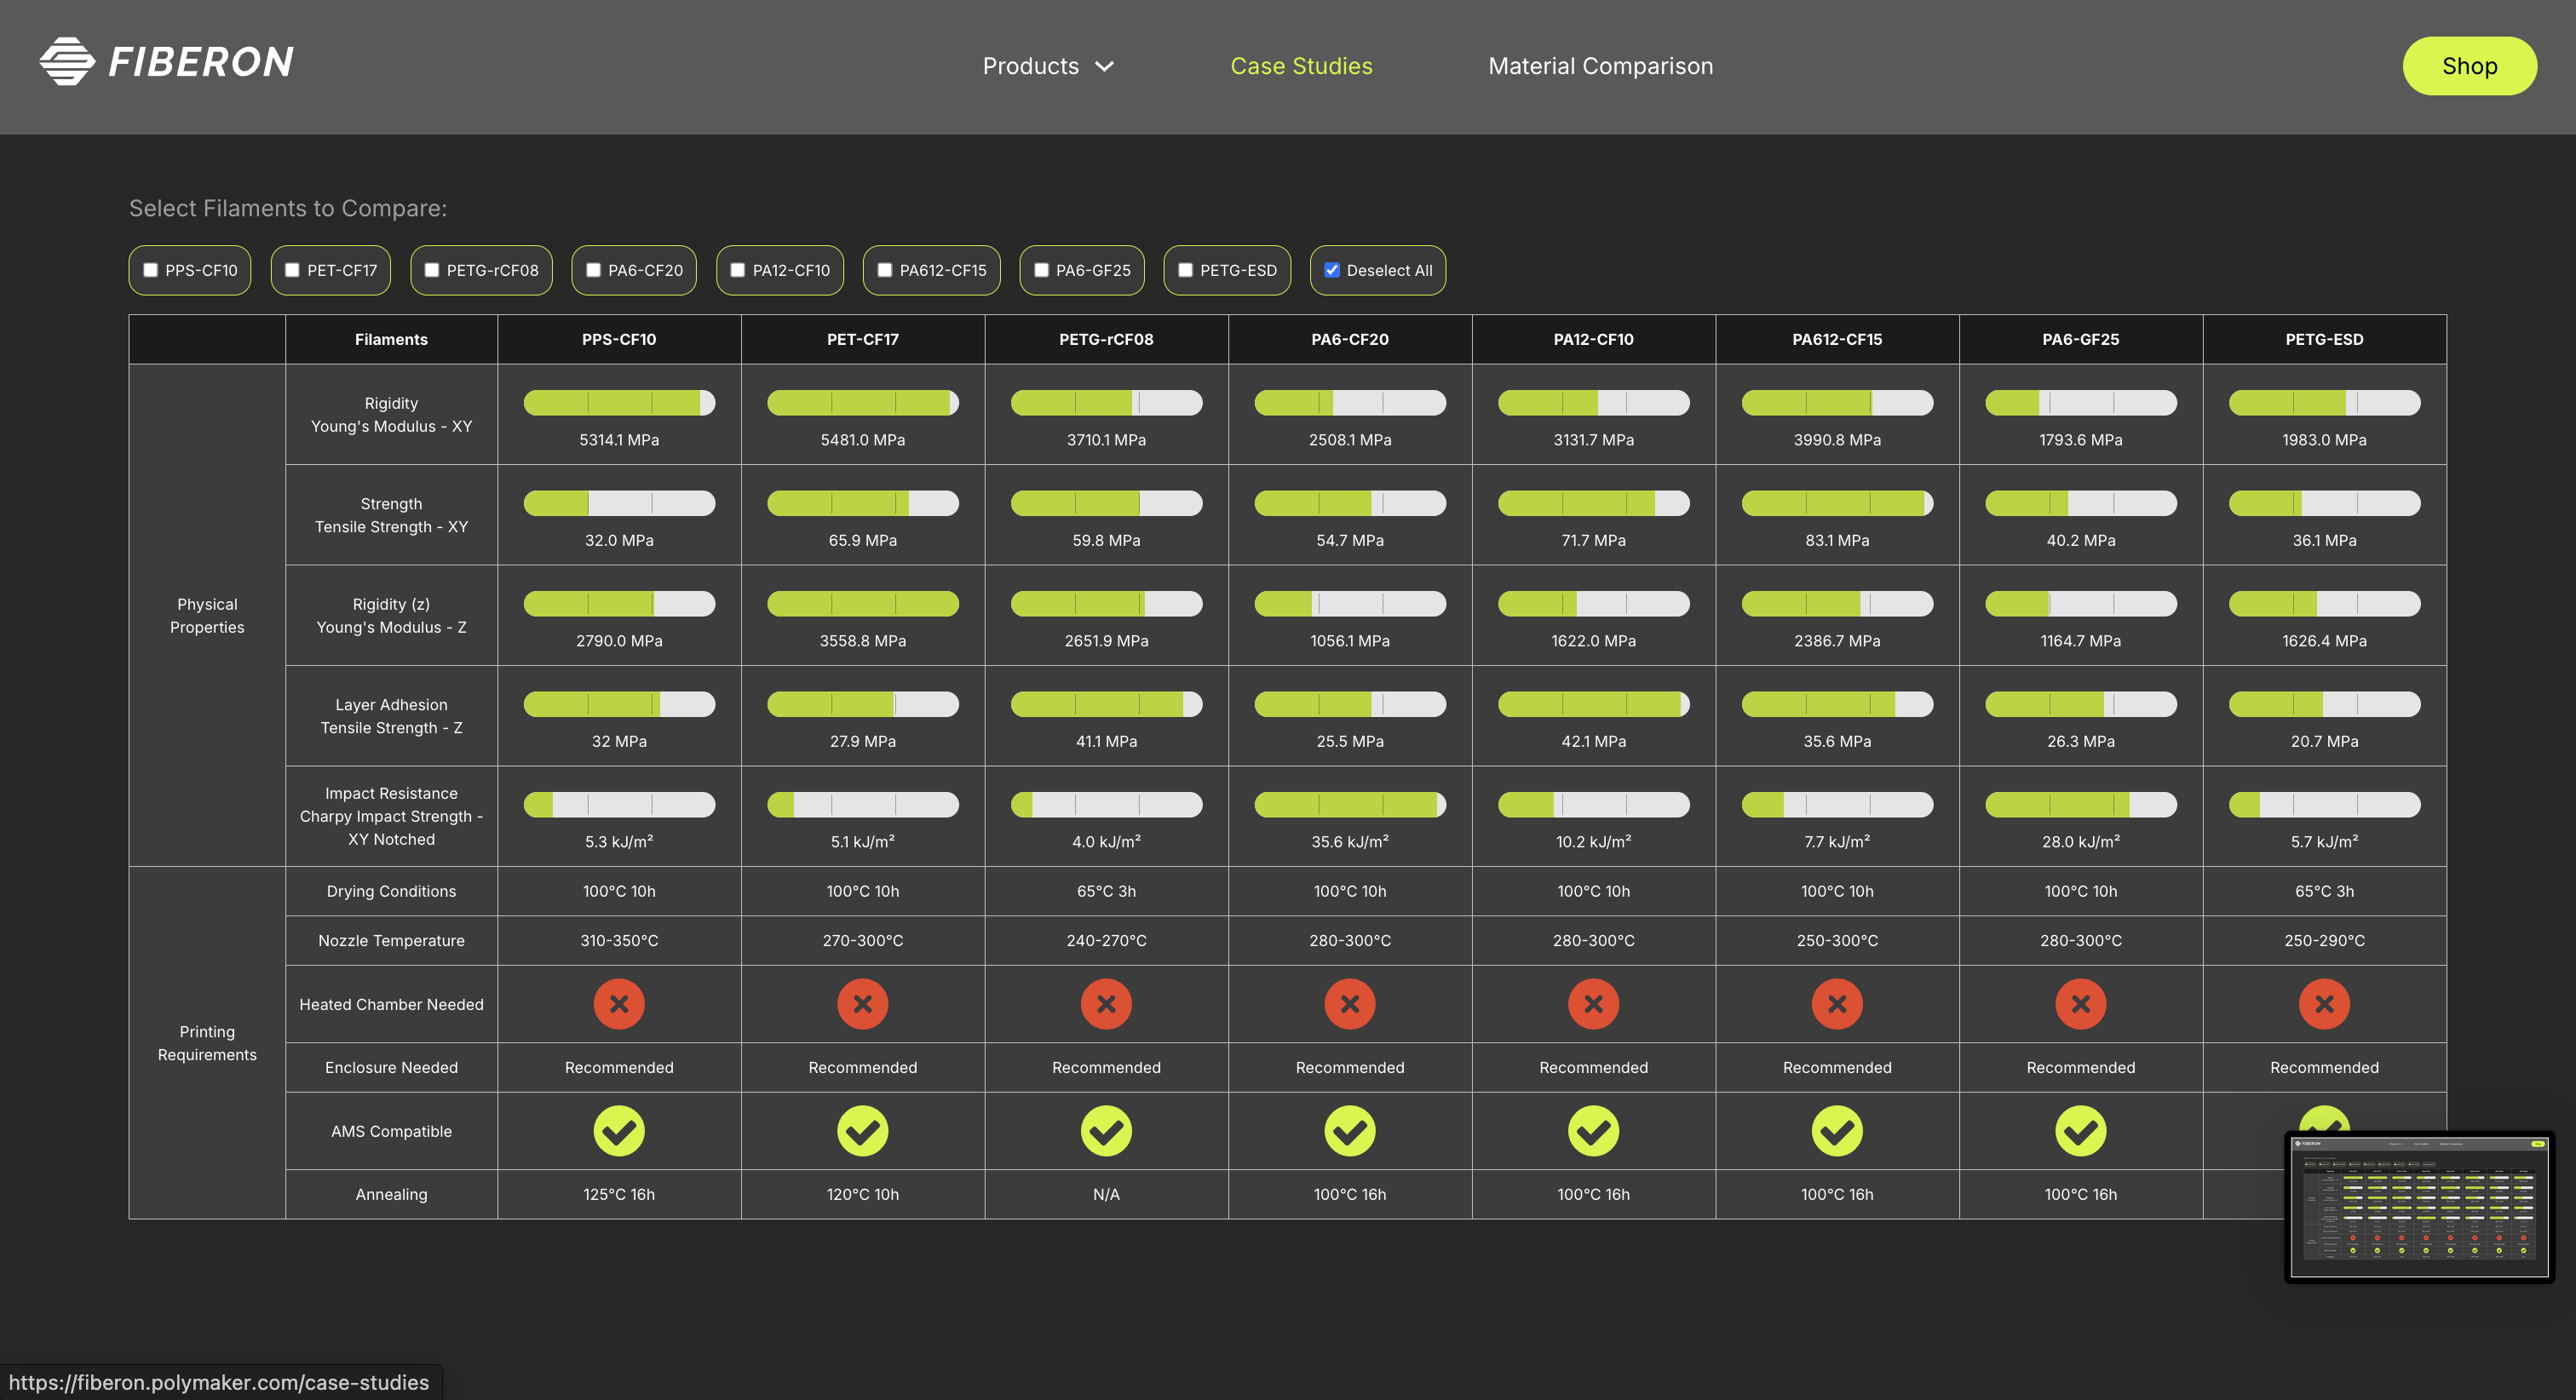 FIBERON
Products
Case Studies
Material Comparison
Shop
Select Filaments to Compare:
PPS-CF10
PET-CF17
PETG-rCF08
PA6-CF20
PA12-CF10
PA612-CF15
PA6-GF25
PETG-ESD
Deselect All
Filaments PPS-CF10 PET-CF17 PETG-rCF08 PA6-CF20 PA12-CF10 PA612-CF15 PA6-GF25 PETG-ESD
Physical
Properties
Rigidity
Young's Modulus - XY
5314.1 MPa 5481.0 MPa 3710.1 MPa 2508.1 MPa 3131.7 MPa 3990.8 MPa 1793.6 MPa 1983.0 MPa
Strength
Tensile Strength - XY
32.0 MPa 65.9 MPa 59.8 MPa 54.7 MPa 71.7 MPa 83.1 MPa 40.2 MPa 36.1 MPa
Rigidity (z)
Young's Modulus - Z
2790.0 MPa 3558.8 MPa 2651.9 MPa 1056.1 MPa 1622.0 MPa 2386.7 MPa 1164.7 MPa 1626.4 MPa
Layer Adhesion
Tensile Strength - Z
32 MPa 27.9 MPa 41.1 MPa 25.5 MPa 42.1 MPa 35.6 MPa 26.3 MPa 20.7 MPa
Impact Resistance
Charpy Impact Strength -
XY Notched
5.3 kJ/m² 5.1 kJ/m² 4.0 kJ/m² 35.6 kJ/m² 10.2 kJ/m² 7.7 kJ/m² 28.0 kJ/m² 5.7 kJ/m²
Printing
Requirements
Drying Conditions 100°C 10h 100°C 10h 65°C 3h 100°C 10h 100°C 10h 100°C 10h 100°C 10h 65°C 3h
Nozzle Temperature 310-350°C 270-300°C 240-270°C 280-300°C 280-300°C 250-300°C 280-300°C 250-290°C
Heated Chamber Needed
Enclosure Needed Recommended Recommended Recommended Recommended Recommended Recommended Recommended Recommended
AMS Compatible
Annealing 125°C 16h 120°C 10h N/A 100°C 16h 100°C 16h 100°C 16h 100°C 16h
https://fiberon.polymaker.com/case-studies